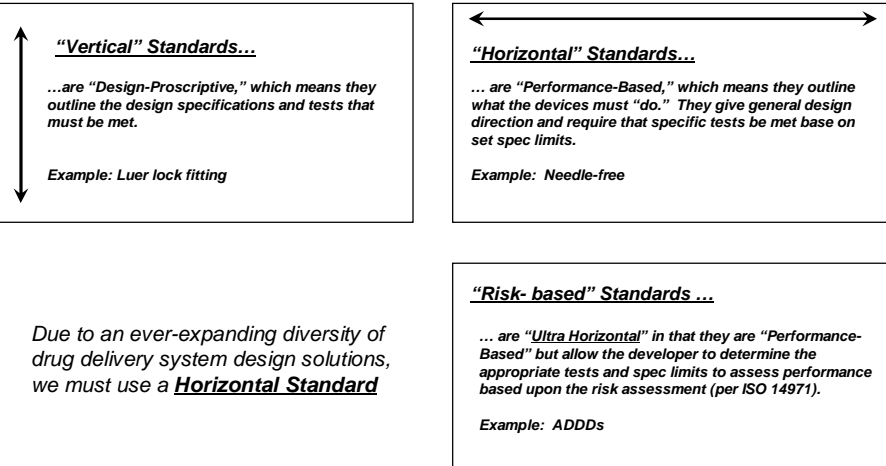 “Vertical” Standards…
…are “Design-Proscriptive,” which means they
outline the design specifications and tests that
must be met.
Example: Luer lock fitting
“Horizontal” Standards…
… are “Performance-Based,” which means they outline
what the devices must “do.”  They give general design
direction and require that specific tests be met base on
set spec limits.
Example:  Needle-free
Due to an ever-expanding diversity of
drug delivery system design solutions,
we must use a Horizontal Standard
“Risk- based” Standards …
… are “Ultra Horizontal” in that they are “Performance-
Based” but allow the developer to determine the
appropriate tests and spec limits to assess performance
based upon the risk assessment (per ISO 14971).
Example:  ADDDs